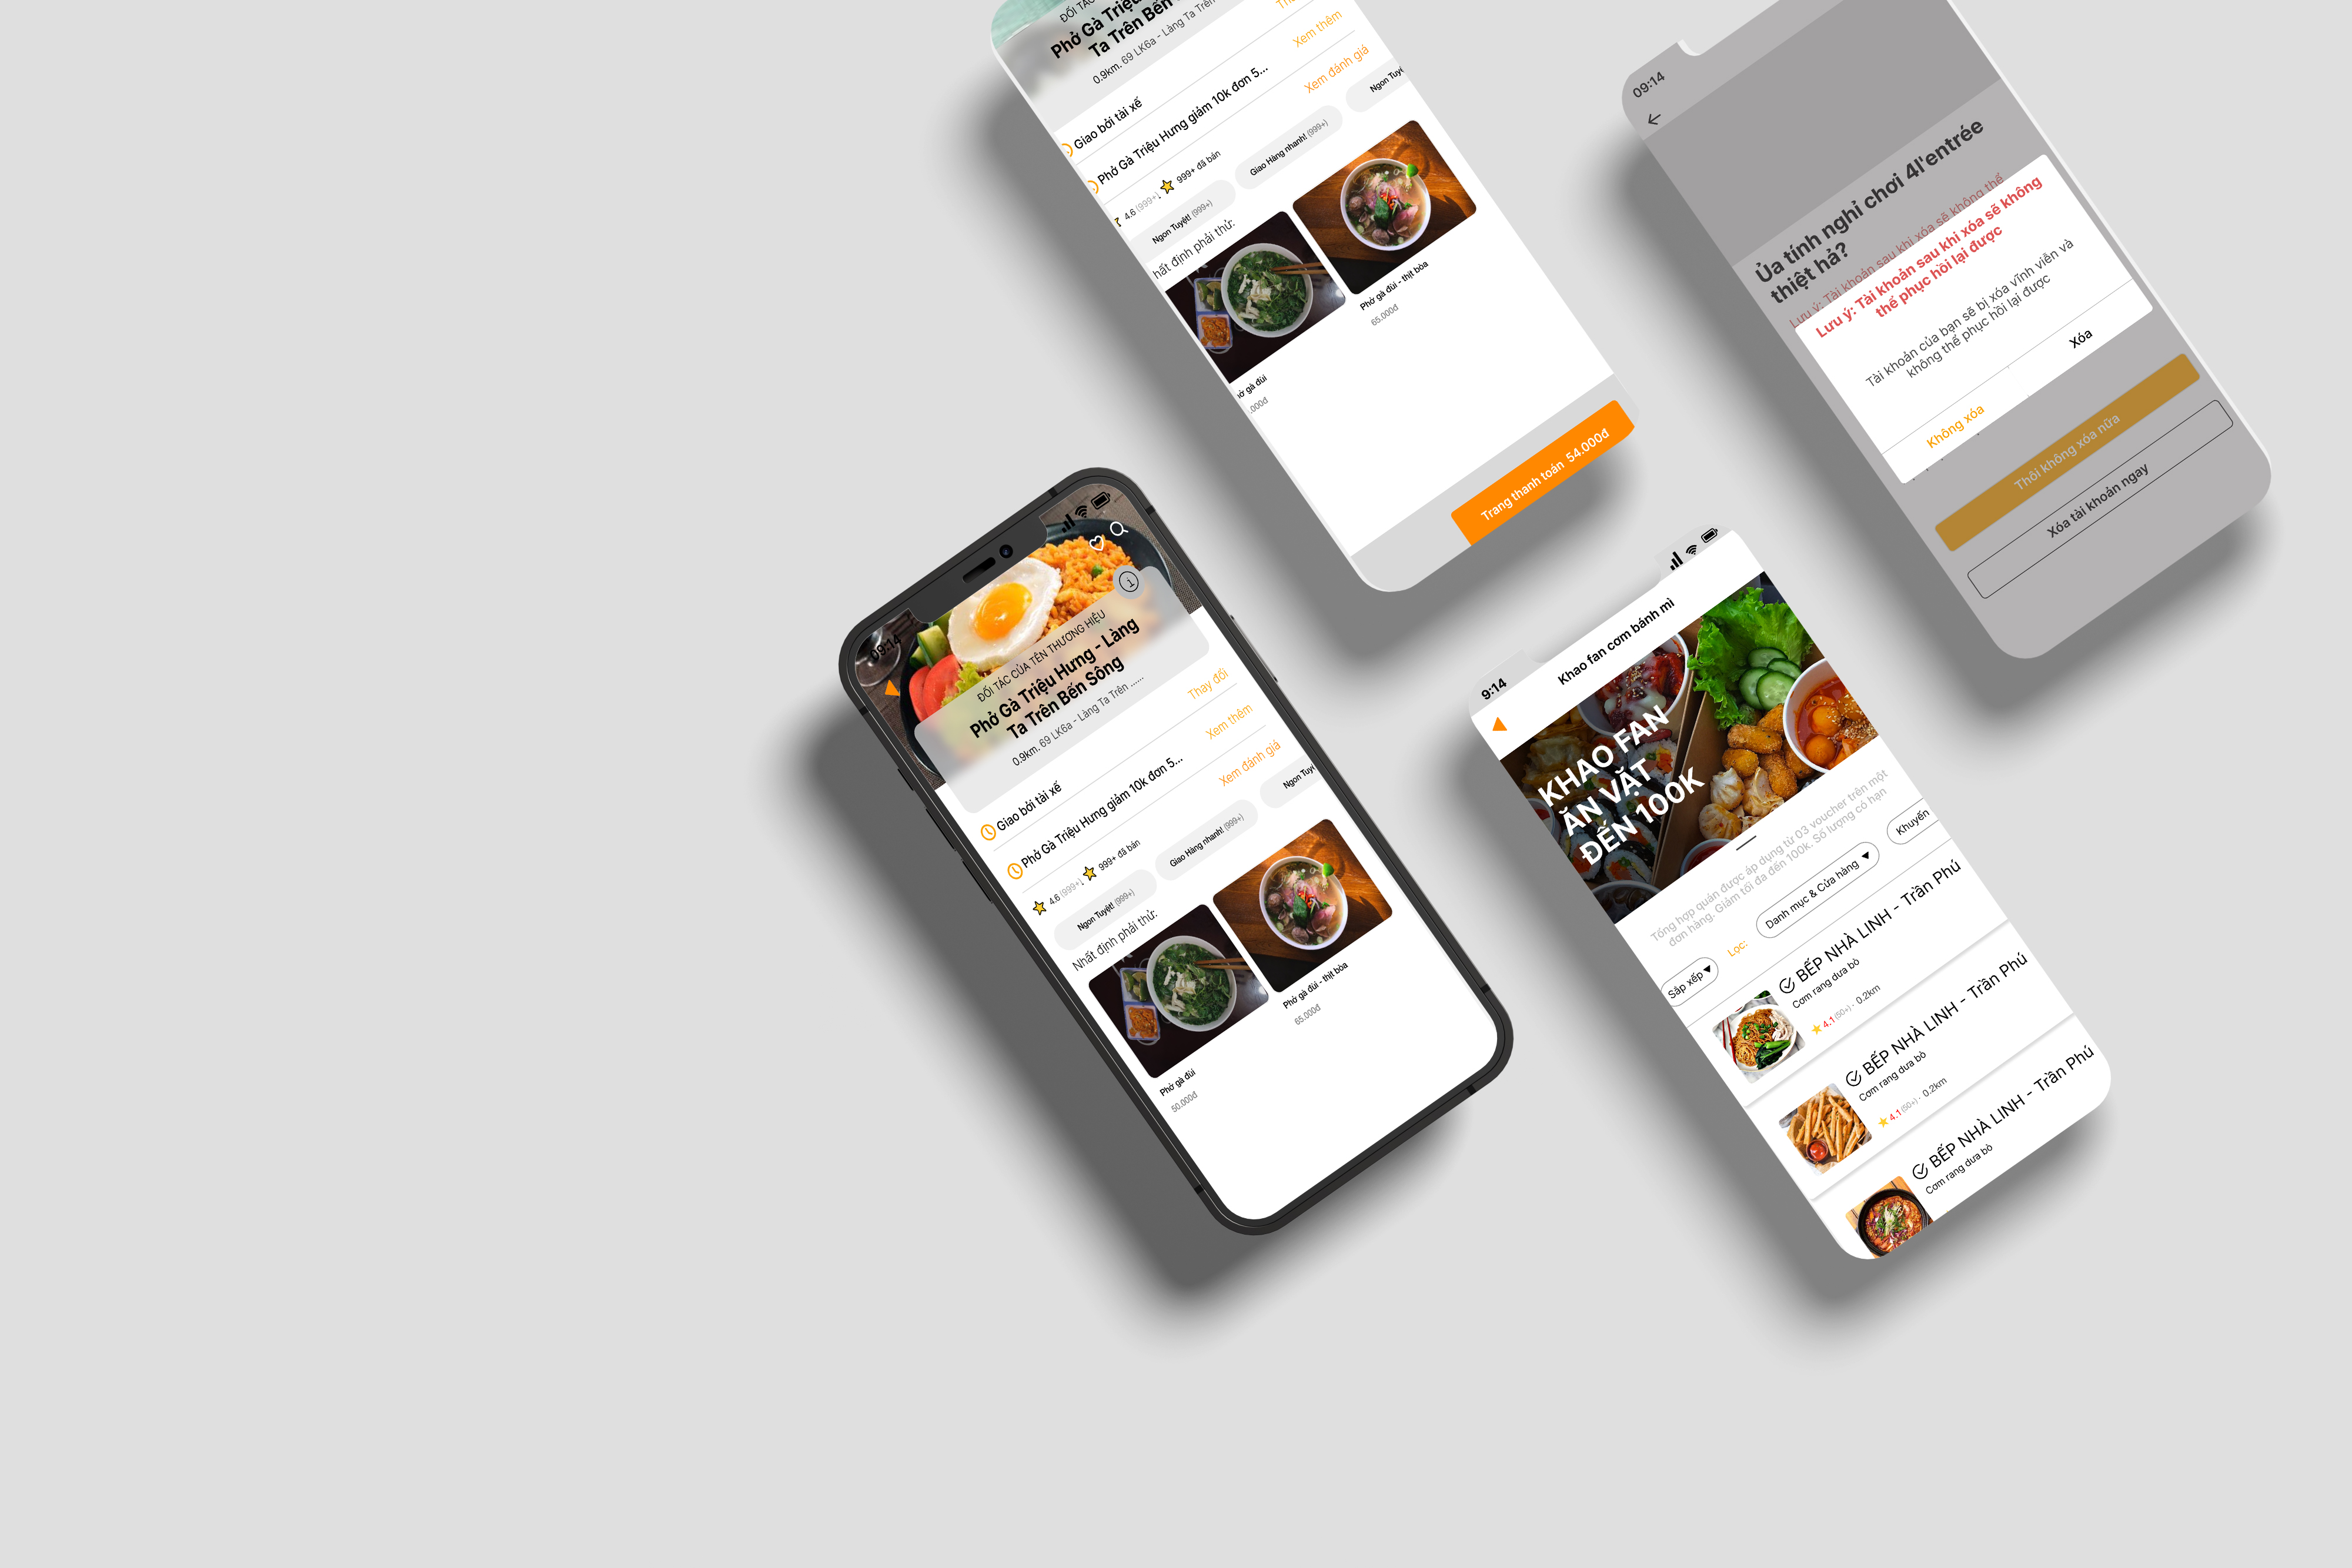 ĐỐI TÁC
Phở Gà Triệu
Ta Trên Bến
0.9km. 69 LK6a - Làng Ta Trên
Xem thêm
Xem đánh giá
Giao bởi tài xế
Phở Gà Triệu Hưng giảm 10k đơn 5...
4.6 (999+)
999+ đã bán
Ngon Tuyệt! (999+)
Giao Hàng nhanh! (999+)
Ngon Tuyệ
hất định phải thử:
ở gà đùi
.000đ
Phở gà đùi - thịt bòa
65.000đ
Trang thanh toán 54.000đ
09:14
Ủa tính nghỉ chơi 4l'entrée
thiệt hả?
Lưu ý: Tài khoản sau khi xóa sẽ không thể
Lưu ý: Tài khoản sau khi xóa sẽ không
thể phục hồi lại được
Tài khoản của bạn sẽ bị xóa vĩnh viễn và
không thể phục hồi lại được
Không xóa
Xóa
Thôi không xóa nữa
Xóa tài khoản ngay
09:14
ĐỐI TÁC CỦA TÊN THƯƠNG HIỆU
Phở Gà Triệu Hưng - Làng
Ta Trên Bến Sông
0.9km. 69 LK6a - Làng Ta Trên ......
Giao bởi tài xế
Thay đổi
Phở Gà Triệu Hưng giảm 10k đơn 5...
Xem thêm
4.6 (999+)
999+ đã bán
Xem đánh giá
Ngon Tuyệt! (999+)
Giao Hàng nhanh! (999+)
Ngon Tuyệ
Nhất định phải thử:
Phở gà đùi
50.000đ
Phở gà đùi - thịt bòa
65.000đ
9:14
Khao fan cơm bánh mì
KHAO FAN
ĂN VẶT
ĐẾN 100K
Tổng hợp quán được áp dụng từ 03 voucher trên một
đơn hàng. Giảm tối đa đến 100k. Số lượng có hạn
Sắp xếp
Lọc:
Danh mục & Cửa hàng
Khuyến
BẾP NHÀ LINH - Trần Phú
Cơm rang dưa bò
4.1 (50+) - 0.2km
BẾP NHÀ LINH - Trần Phú
Cơm rang dưa bò
4.1 (50+) - 0.2km
BẾP NHÀ LINH - Trần Phú
Cơm rang dưa bò